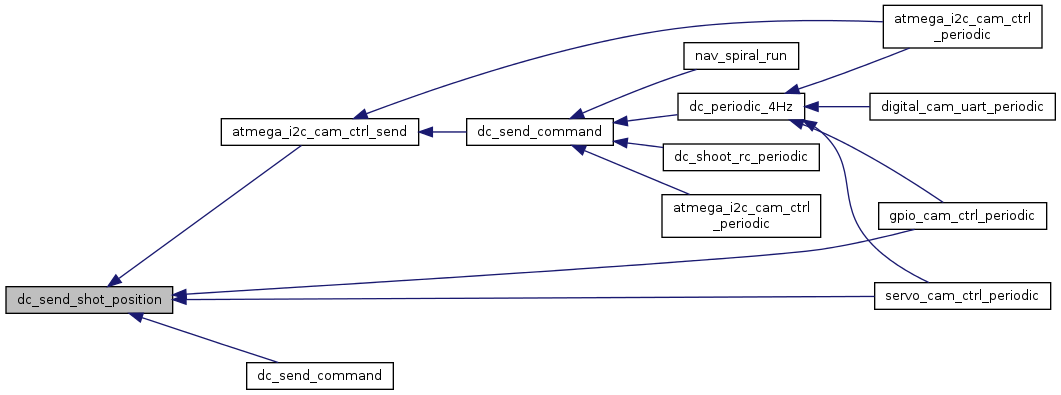 atmega_i2c_cam_ctrl
_periodic
nav_spiral_run
dc_periodic_4Hz
digital_cam_uart_periodic
atmega_i2c_cam_ctrl_send
dc_send_command
dc_shoot_rc_periodic
atmega_i2c_cam_ctrl
_periodic
gpio_cam_ctrl_periodic
dc_send_shot_position
servo_cam_ctrl_periodic
dc_send_command